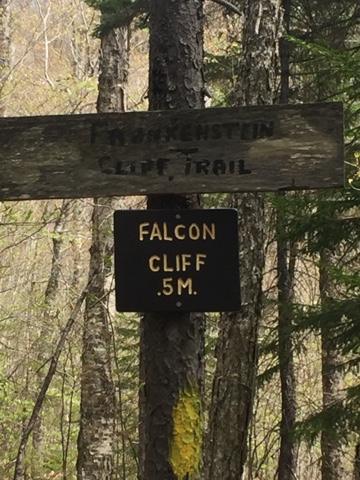 FRANKENSTEIN
CLIFF TRAIL
FALCON
CLIFF
.5M.